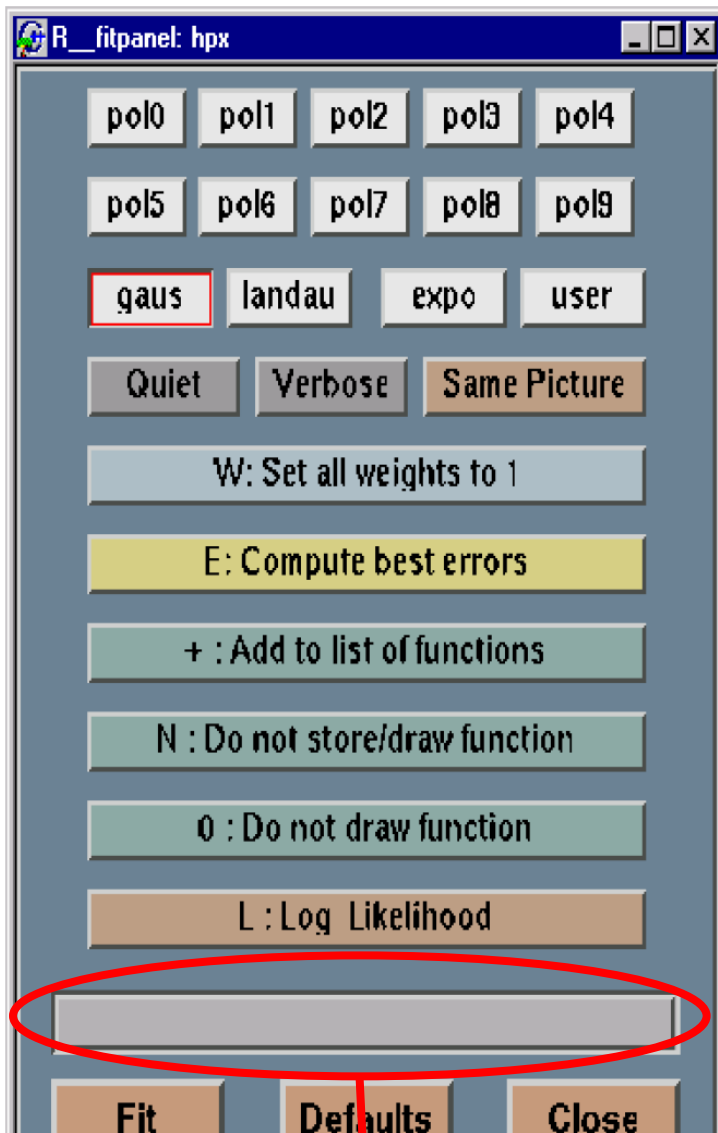 R__fitpanel: hpx
pol0 pol1 pol2 pol3 pol4
pol5 pol6 pol7 pol8 pol9
gaus landau expo user
Quiet Verbose Same Picture
W: Set all weights to 1
E: Compute best errors
+ : Add to list of functions
N : Do not store/draw function
0 : Do not draw function
L : Log Likelihood
Fit Defaults Close